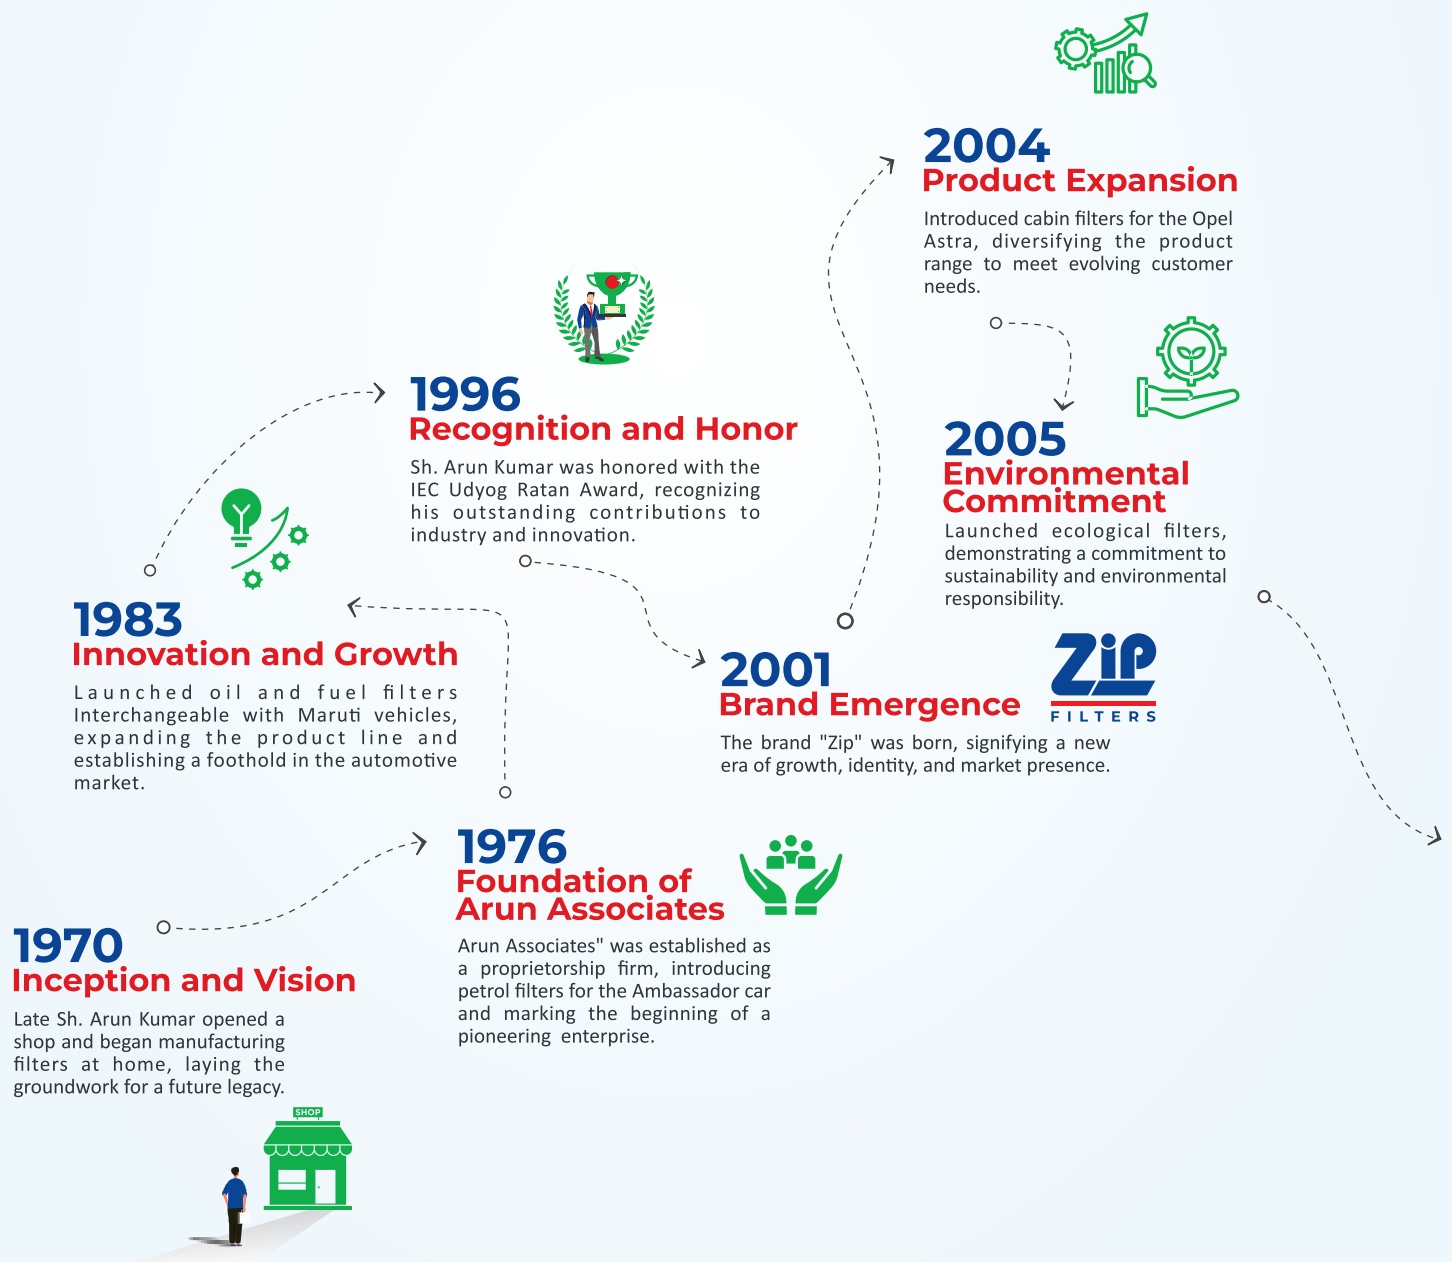 2004
Product Expansion
Introduced cabin filters for the Opel
Astra, diversifying the product
range to meet evolving customer
needs.
1996
Recognition and Honor
Sh. Arun Kumar was honored with the
IEC Udyog Ratan Award, recognizing
his outstanding contributions to
industry and innovation.
2005
Environmental
Commitment
Launched ecological filters,
demonstrating a commitment to
sustainability and environmental
responsibility.
1983
Innovation and Growth
Launched oil and fuel filters
Interchangeable with Maruti vehicles,
expanding the product line and
establishing a foothold in the automotive
market.
2001
Brand Emergence
The brand "Zip" was born, signifying a new
era of growth, identity, and market presence.
ZiP
FILTERS
1976
Foundation of
Arun Associates
Arun Associates" was established as
a proprietorship firm, introducing
petrol filters for the Ambassador car
and marking the beginning of a
pioneering enterprise.
1970
Inception and Vision
Late Sh. Arun Kumar opened a
shop and began manufacturing
filters at home, laying the
groundwork for a future legacy.
SHOP